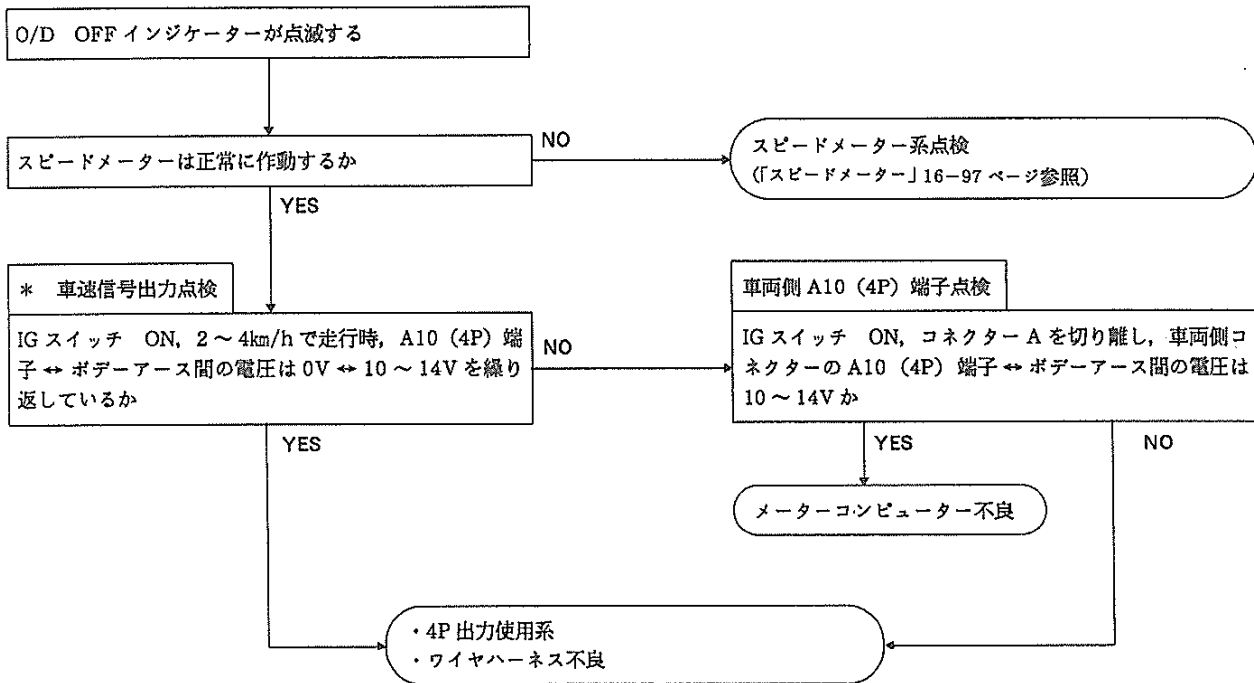 O/D OFF インジケーターが点滅する
スピードメーターは正常に作動するか
NO
スピードメーター系点検
(「スピードメーター」16-97 ページ参照)
YES
* 車速信号出力点検
IG スイッチ ON, 2～4km/h で走行時, A10 (4P) 端
子 ↔ ボデーアース間の電圧は 0V ↔ 10～14V を繰り
返しているか
NO
車両側 A10 (4P) 端子点検
IG スイッチ ON, コネクター A を切り離し, 車両側コ
ネクターの A10 (4P) 端子 ↔ ボデーアース間の電圧は
10～14V か
YES
YES
NO
メーターコンピューター不良
・4P 出力使用系
・ワイヤハーネス不良